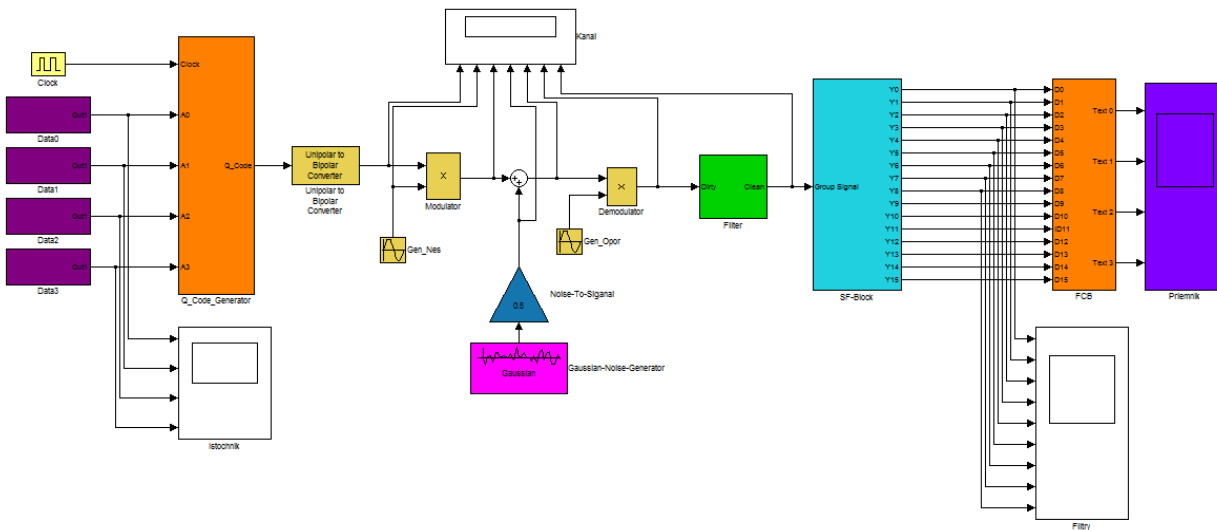 Clock
Data0
Out1
Data1
Out1
Data2
Out1
Data3
Out1
Clock
A0
A1
A2
A3
Q_Code
Q_Code_Generator
Istochnik
Unipolar to
Bipolar
Converter
Unipolar to
Bipolar
Converter
Gen_Nes
X
Modulator
Kanal
+
+
0.5
Noise-To-Siganal
Gaussian
Gaussian-Noise-Generator
Gen_Opor
X
Demodulator
Dirty
Clean
Filter
Group Signal
Y0
Y1
Y2
Y3
Y4
Y5
Y6
Y7
Y8
Y9
Y10
Y11
Y12
Y13
Y14
Y15
SF-Block
D0
D1
D2
D3
D4
D5
D6
D7
D8
D9
D10
ID11
D12
D13
D14
D15
Text 0
Text 1
Text 2
Text 3
FCB
Priemnik
Filtry